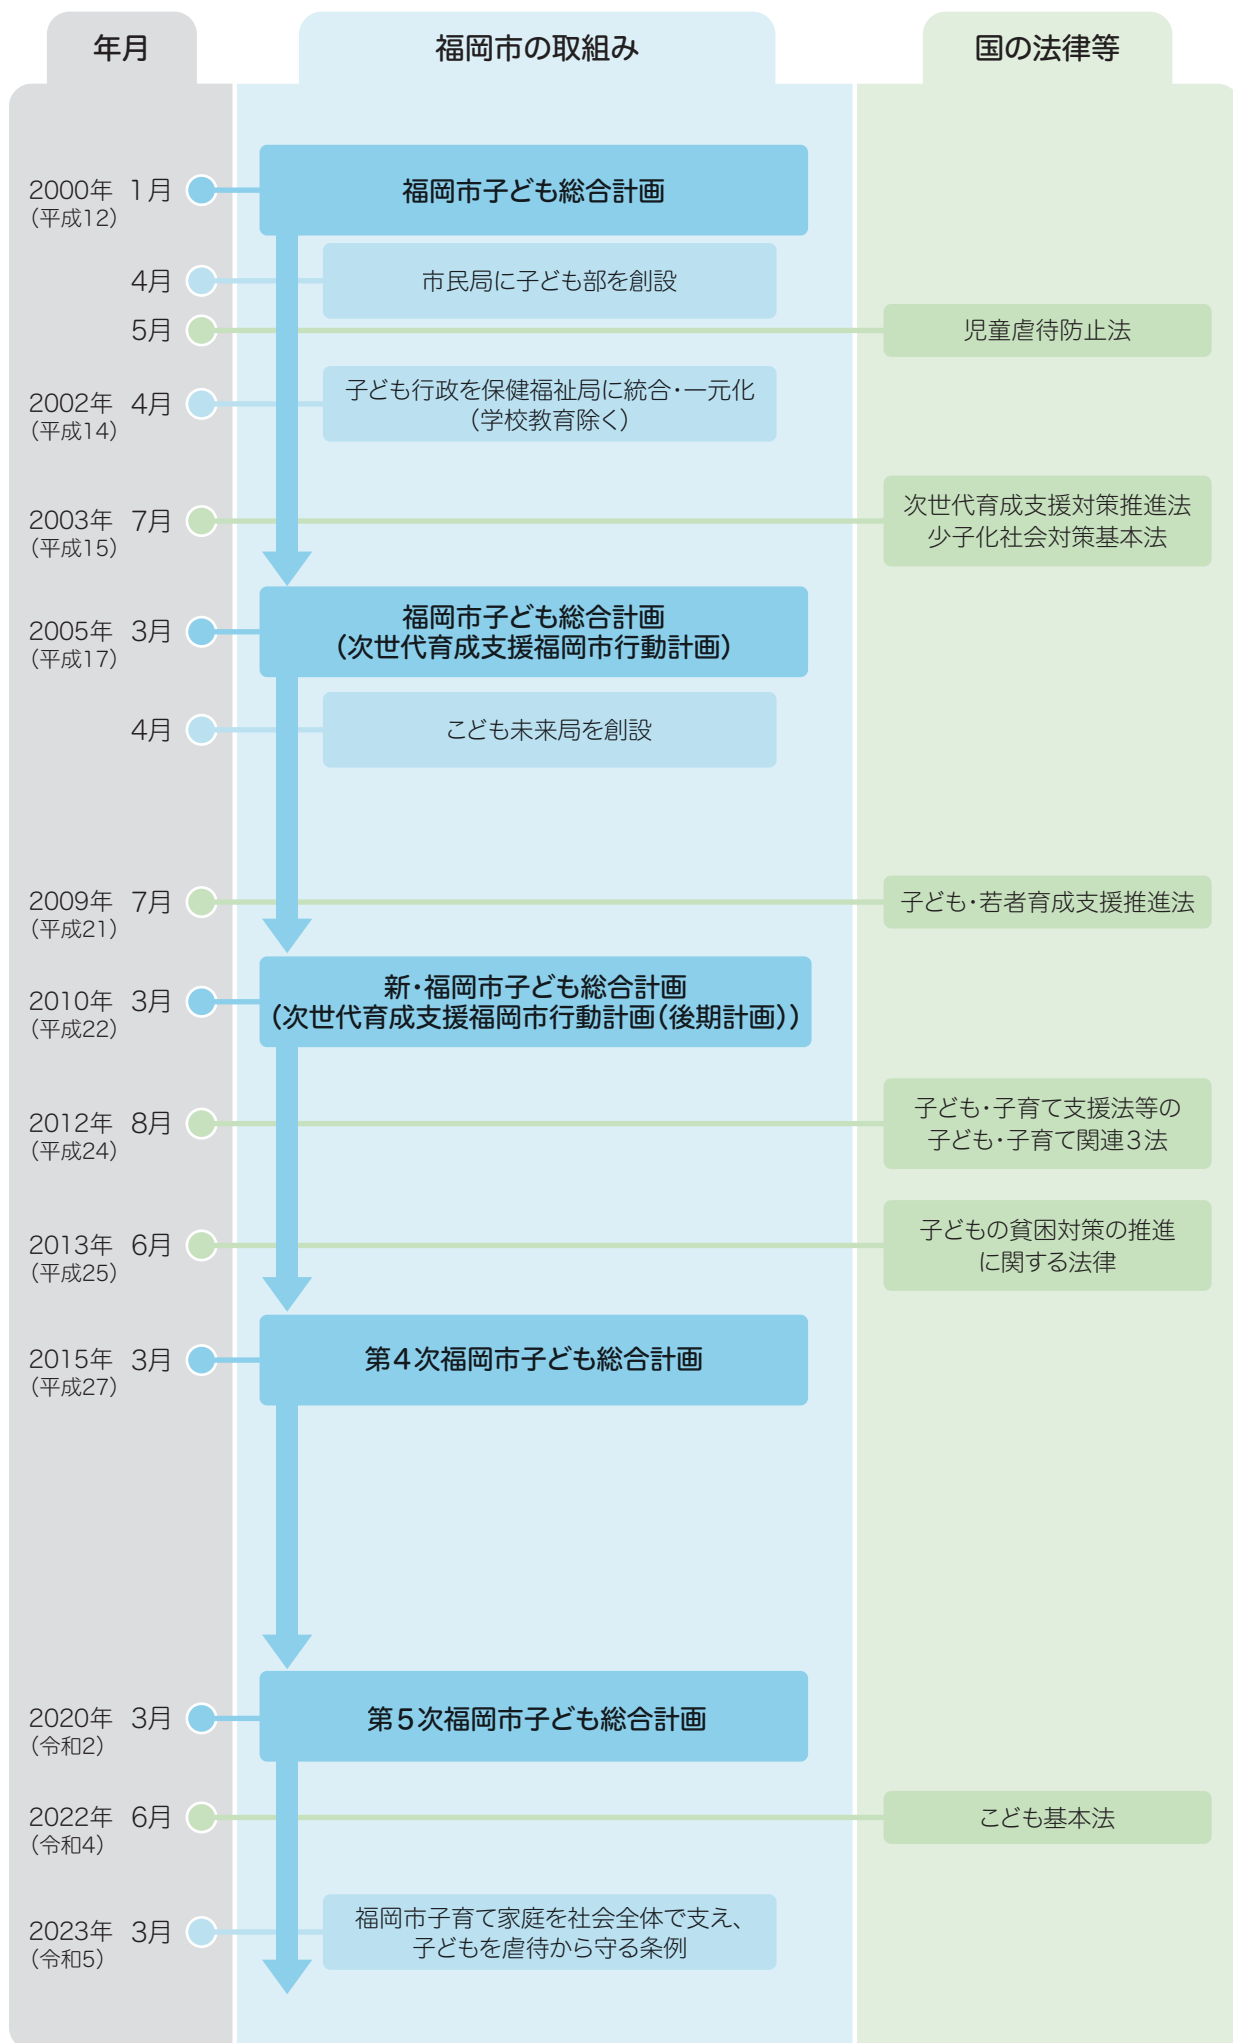 年月
福岡市の取組み
国の法律等
2000年 1月
（平成12）
福岡市子ども総合計画
4月
市民局に子ども部を創設
5月
児童虐待防止法
2002年 4月
（平成14）
子ども行政を保健福祉局に統合・一元化
（学校教育除く）
2003年 7月
（平成15）
次世代育成支援対策推進法
少子化社会対策基本法
2005年 3月
（平成17）
福岡市子ども総合計画
（次世代育成支援福岡市行動計画）
4月
こども未来局を創設
2009年 7月
（平成21）
子ども・若者育成支援推進法
2010年 3月
（平成22）
新・福岡市子ども総合計画
（次世代育成支援福岡市行動計画（後期計画））
2012年 8月
（平成24）
子ども・子育て支援法等の
子ども・子育て関連３法
2013年 6月
（平成25）
子どもの貧困対策の推進
に関する法律
2015年 3月
（平成27）
第４次福岡市子ども総合計画
2020年 3月
（令和2）
第５次福岡市子ども総合計画
2022年 6月
（令和4）
こども基本法
2023年 3月
（令和5）
福岡市子育て家庭を社会全体で支え、
子どもを虐待から守る条例